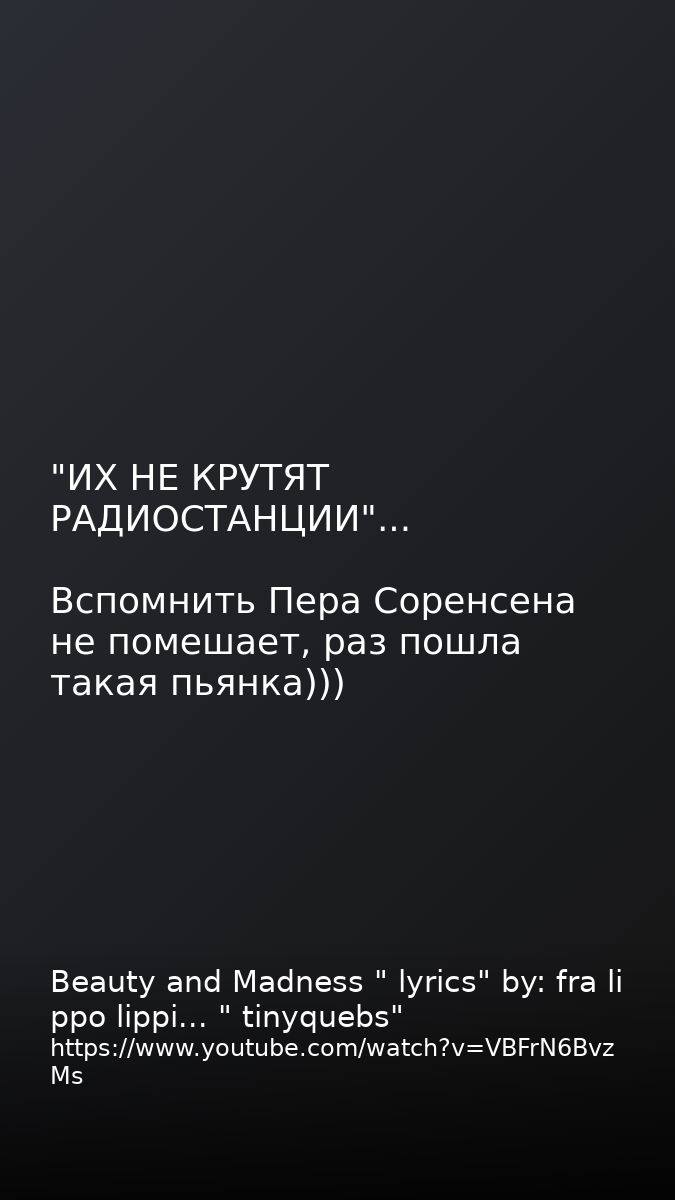 "ИХ НЕ КРУТЯТ
РАДИОСТАНЦИИ"...
Вспомнить Пера Соренсена
не помешает, раз пошла
такая пьянка)))
Beauty and Madness " lyrics" by: fra li
ppo lippi... " tinyquebs"
https://www.youtube.com/watch?v=VBFrN6Bvz
Ms